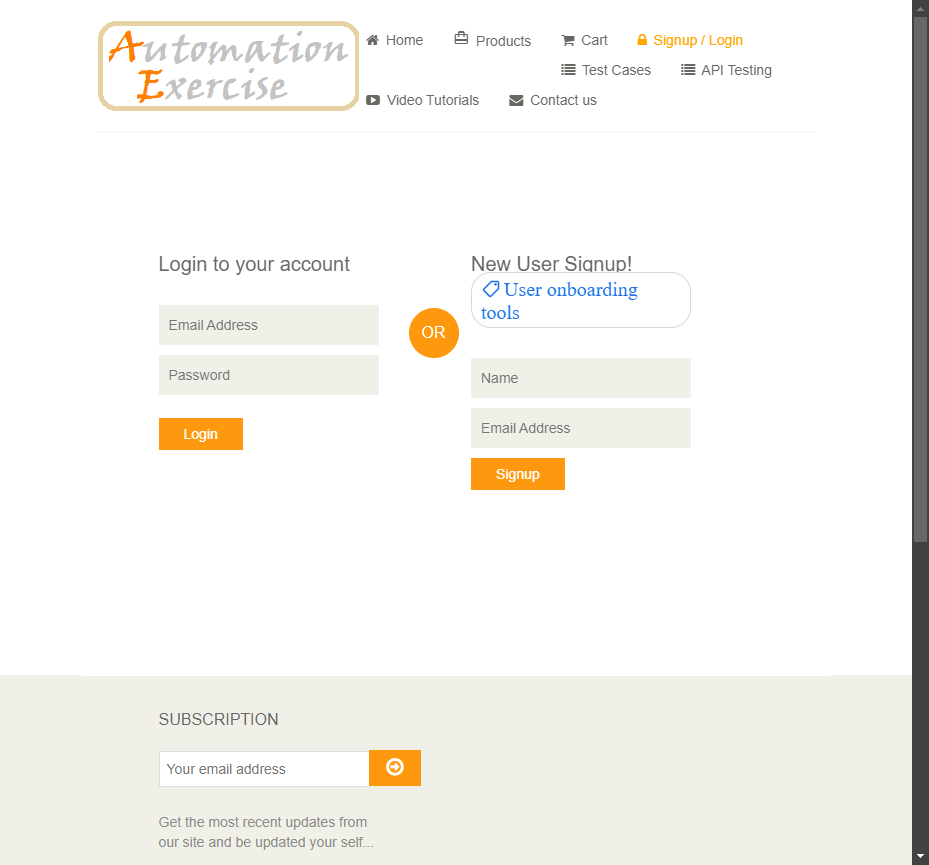 Automation
Exercise
Home
Products
Cart
Signup / Login
Test Cases
API Testing
Video Tutorials
Contact us
Login to your account
Email Address
Password
Login
OR
New User Signup!
User onboarding
tools
Name
Email Address
Signup
SUBSCRIPTION
Your email address
Get the most recent updates from
our site and be updated your self...